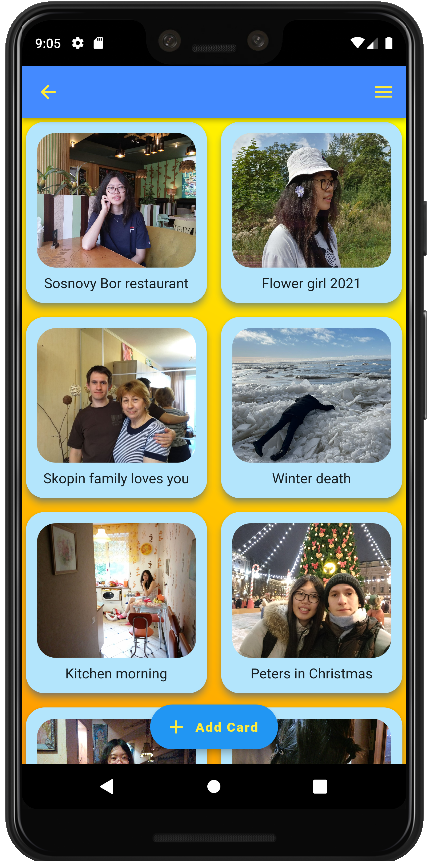 9:05
Sosnovy Bor restaurant
Flower girl 2021
Skopin family loves you
Winter death
Kitchen morning
Peters in Christmas
Add Card